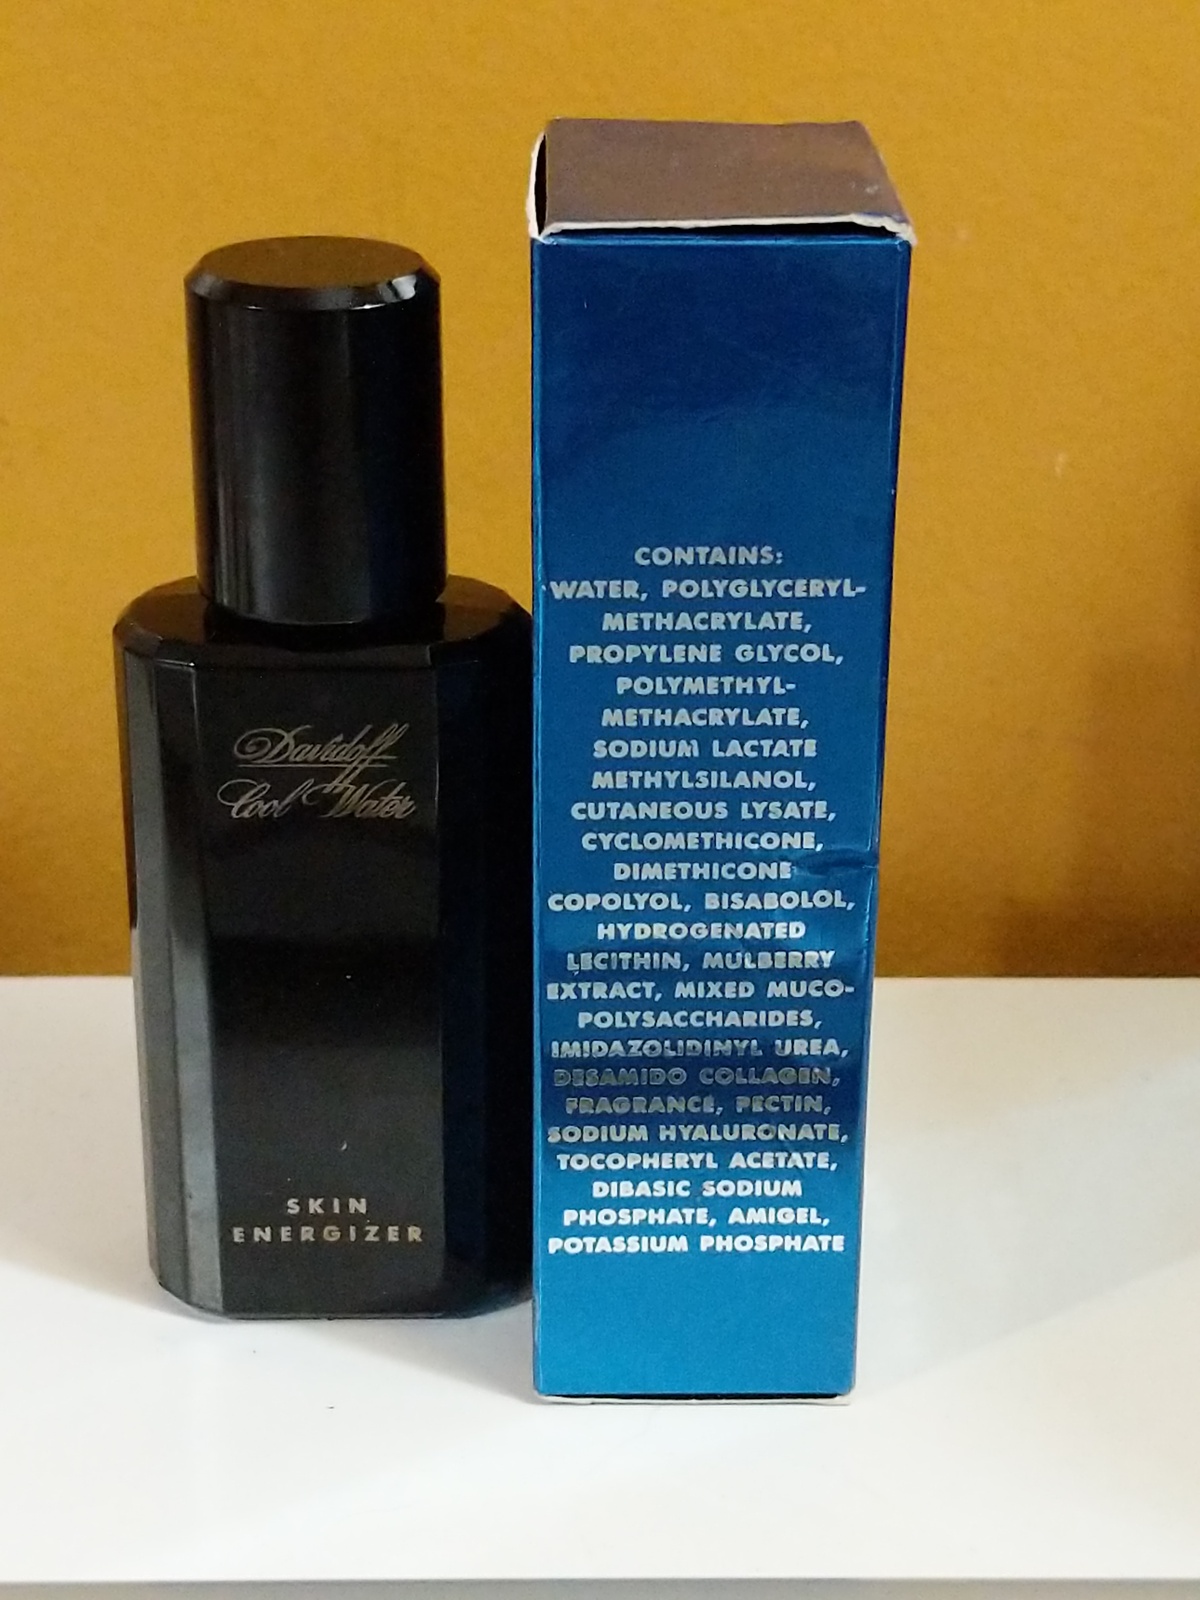 Davidoff
Cool Water
SKIN
ENERGIZER
CONTAINS:
WATER, POLYGLYCERYL-
METHACRYLATE,
PROPYLENE GLYCOL,
POLYMETHYL-
METHACRYLATE,
SODIUM LACTATE
METHYLSILANOL,
CUTANEOUS LYSATE,
CYCLOMETHICONE,
DIMETHICONE
COPOLYOL, BISABOLOL,
HYDROGENATED
LECITHIN, MULBERRY
EXTRACT, MIXED MUCO-
POLYSACCHARIDES,
IMIDAZOLIDINYL UREA,
DESAMIDO COLLAGEN,
FRAGRANCE, PECTIN,
SODIUM HYALURONATE,
TOCOPHERYL ACETATE,
DIBASIC SODIUM
PHOSPHATE, AMIGEL,
POTASSIUM PHOSPHATE